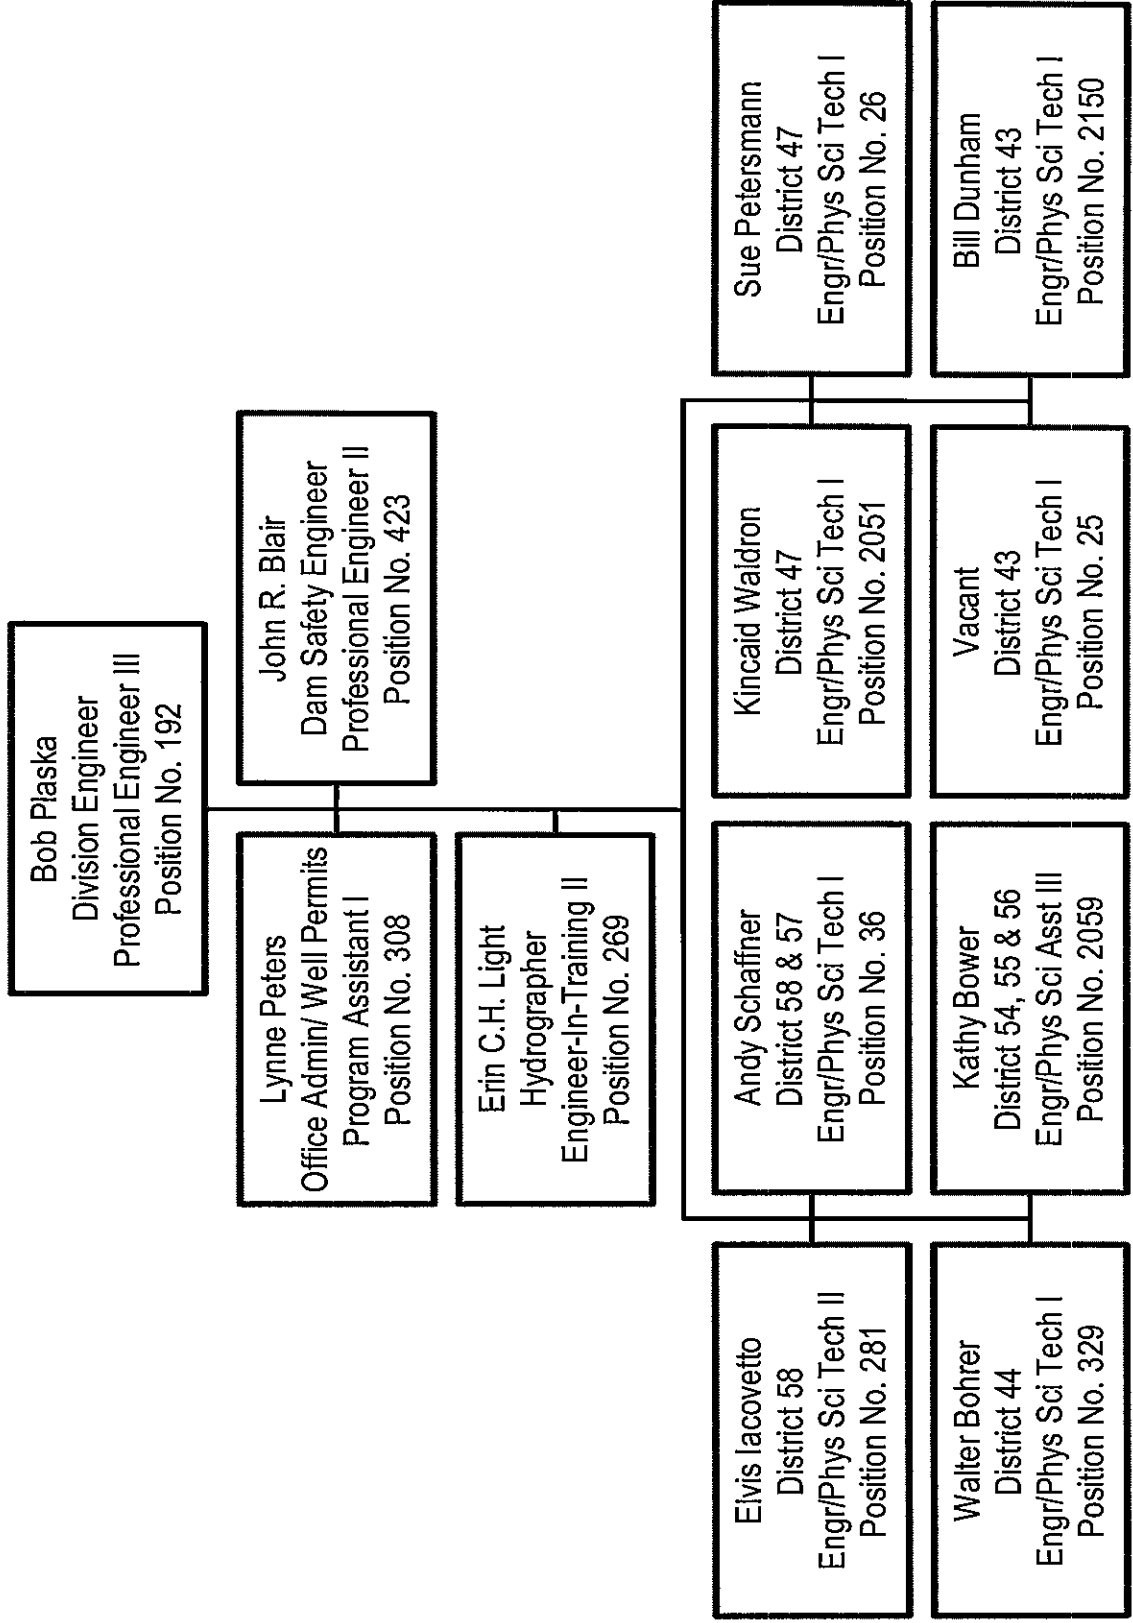 Bob Plaska
Division Engineer
Professional Engineer III
Position No. 192
Lynne Peters
Office Admin/ Well Permits
Program Assistant I
Position No. 308
John R. Blair
Dam Safety Engineer
Professional Engineer II
Position No. 423
Erin C.H. Light
Hydrographer
Engineer-In-Training II
Position No. 269
Elvis Iacovetto
District 58
Engr/Phys Sci Tech II
Position No. 281
Andy Schaffner
District 58 & 57
Engr/Phys Sci Tech I
Position No. 36
Kincaid Waldron
District 47
Engr/Phys Sci Tech I
Position No. 2051
Sue Petersmann
District 47
Engr/Phys Sci Tech I
Position No. 26
Walter Bohrer
District 44
Engr/Phys Sci Tech I
Position No. 329
Kathy Bower
District 54, 55 & 56
Engr/Phys Sci Asst III
Position No. 2059
Vacant
District 43
Engr/Phys Sci Tech I
Position No. 25
Bill Dunham
District 43
Engr/Phys Sci Tech I
Position No. 2150